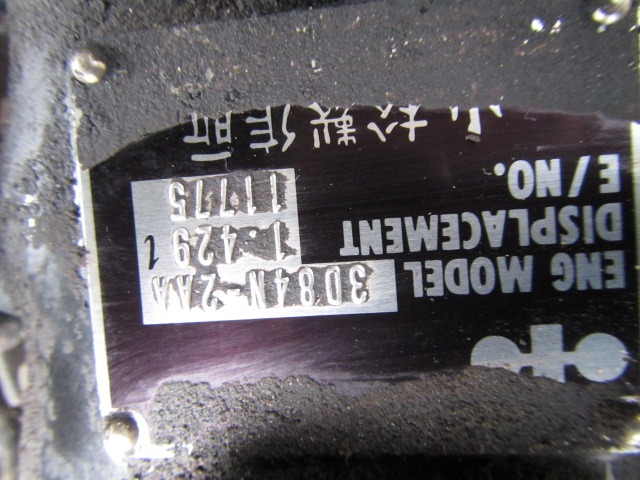 ENG MODEL 3D84N-2AA
DISPLACEMENT 1.429 l
E/NO. 11775
小松製作所